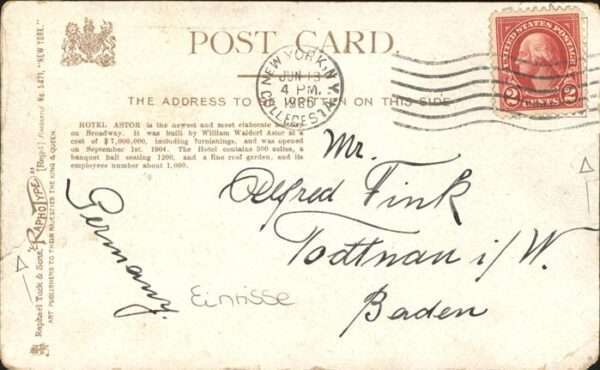 POST CARD.
NEW YORK, N.Y.
JUN 13
4 PM.
COLLEGE STA
UNITED STATES POSTAGE
2 CENTS 2
THE ADDRESS TO BE WRITTEN ON THIS SIDE
HOTEL ASTOR is the newest and most elaborate
on Broadway. It was built by William Waldorf Astor at a
cost of $7,000,000, including furnishings, and was opened
on September 1st. 1904. The Hotel contains 500 suites, a
banquet hall seating 1200, and a fine roof garden, and its
employees number about 1,000.
Mr.
Alfred Fink
Todtnau i/W.
Baden
Germany.
Einrisse
Raphael Tuck & Sons' "RAPHOTYPE" [Regd.] Postcard No. 5471, "NEW YORK."
ART PUBLISHERS TO THEIR MAJESTIES THE KING & QUEEN